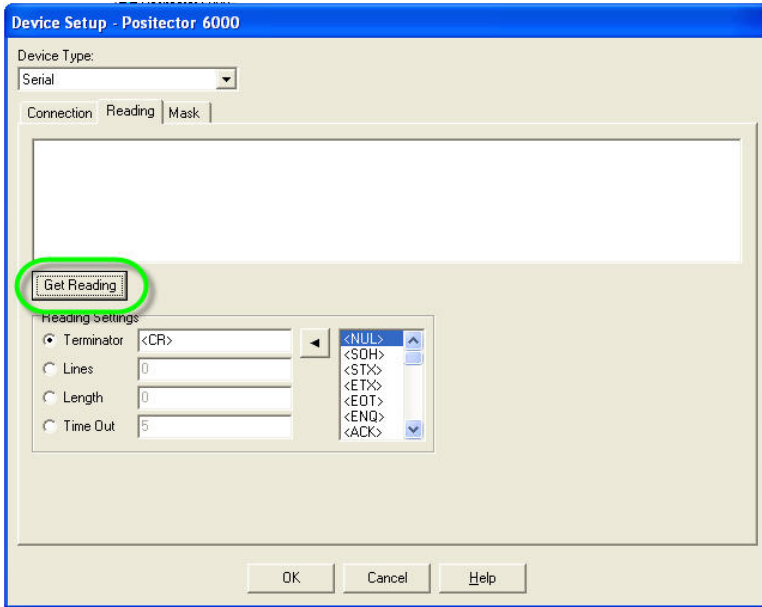 Device Setup - Positector 6000
Device Type:
Serial
Connection Reading Mask
Get Reading
Reading Settings
Terminator <CR>
Lines 0
Length 0
Time Out 5
<NUL>
<SOH>
<STX>
<ETX>
<EOT>
<ENQ>
<ACK>
OK Cancel Help